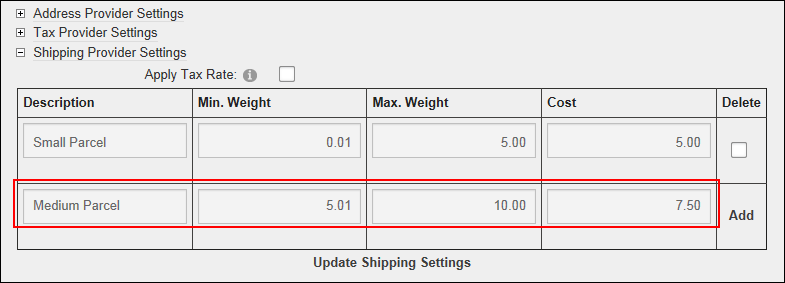 Address Provider Settings
Tax Provider Settings
Shipping Provider Settings
Apply Tax Rate:
Description Min. Weight Max. Weight Cost Delete
Small Parcel 0.01 5.00 5.00
Medium Parcel 5.01 10.00 7.50 Add
Update Shipping Settings